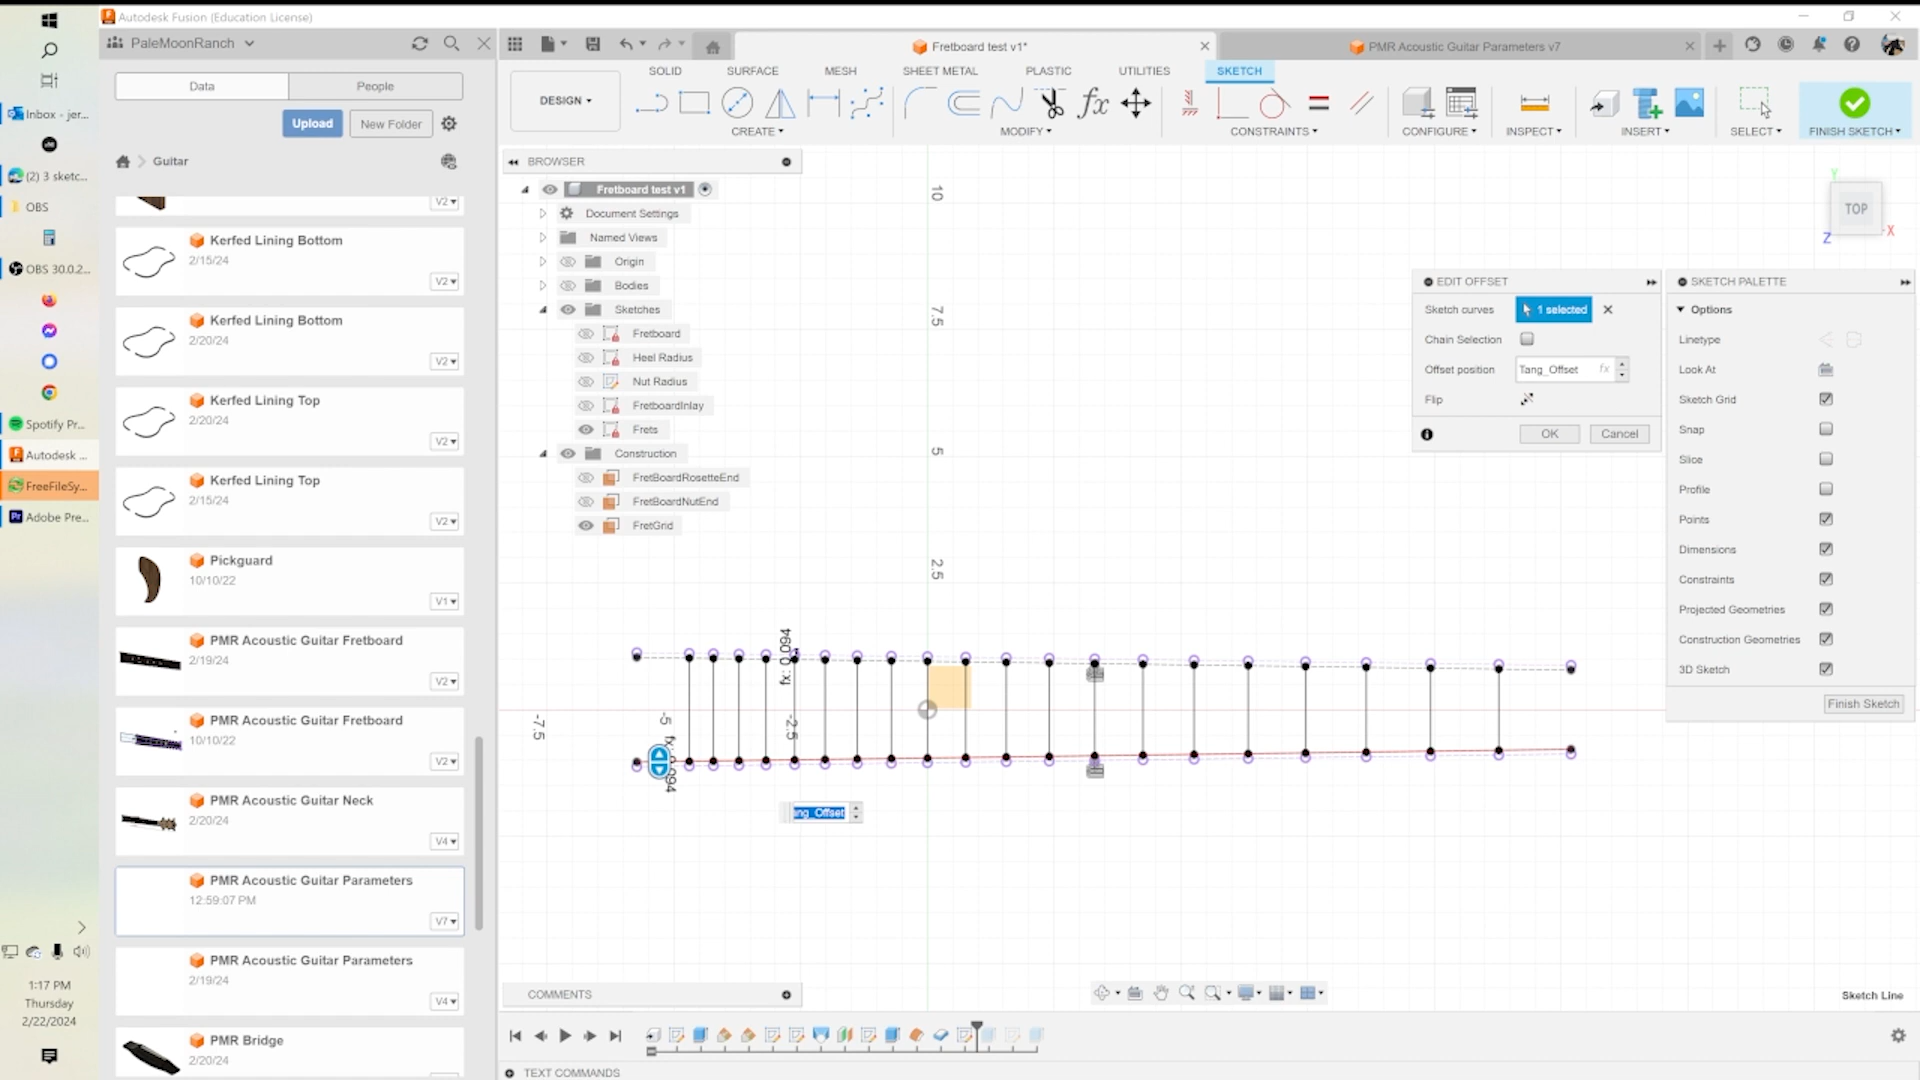 Autodesk Fusion (Education License)
PaleMoonRanch
Fretboard test v1*
PMR Acoustic Guitar Parameters v7
Data
People
Upload
New Folder
Guitar
V2
Kerfed Lining Bottom
2/15/24
V2
Kerfed Lining Bottom
2/20/24
V2
Kerfed Lining Top
2/20/24
V2
Kerfed Lining Top
2/15/24
V2
Pickguard
10/10/22
V1
PMR Acoustic Guitar Fretboard
2/19/24
V2
PMR Acoustic Guitar Fretboard
10/10/22
V2
PMR Acoustic Guitar Neck
2/20/24
V4
PMR Acoustic Guitar Parameters
12:59:07 PM
V7
PMR Acoustic Guitar Parameters
2/19/24
V4
PMR Bridge
2/20/24
Inbox - jer...
(2) 3 sketc...
OBS
OBS 30.0.2...
Spotify Pr...
Autodesk ...
FreeFileSy...
Adobe Pre...
1:17 PM
Thursday
2/22/2024
DESIGN
SOLID
SURFACE
MESH
SHEET METAL
PLASTIC
UTILITIES
SKETCH
CREATE
MODIFY
CONSTRAINTS
CONFIGURE
INSPECT
INSERT
SELECT
FINISH SKETCH
BROWSER
Fretboard test v1
Document Settings
Named Views
Origin
Bodies
Sketches
Fretboard
Heel Radius
Nut Radius
FretboardInlay
Frets
Construction
FretBoardRosetteEnd
FretBoardNutEnd
FretGrid
10
7.5
5
2.5
-2.5
-5
-7.5
fx: 0.094
TOP
Y
X
Z
EDIT OFFSET
Sketch curves
1 selected
Chain Selection
Offset position
Tang_Offset
fx
Flip
OK
Cancel
SKETCH PALETTE
Options
Linetype
Look At
Sketch Grid
Snap
Slice
Profile
Points
Dimensions
Constraints
Projected Geometries
Construction Geometries
3D Sketch
Finish Sketch
ang_Offset
COMMENTS
Sketch Line
TEXT COMMANDS